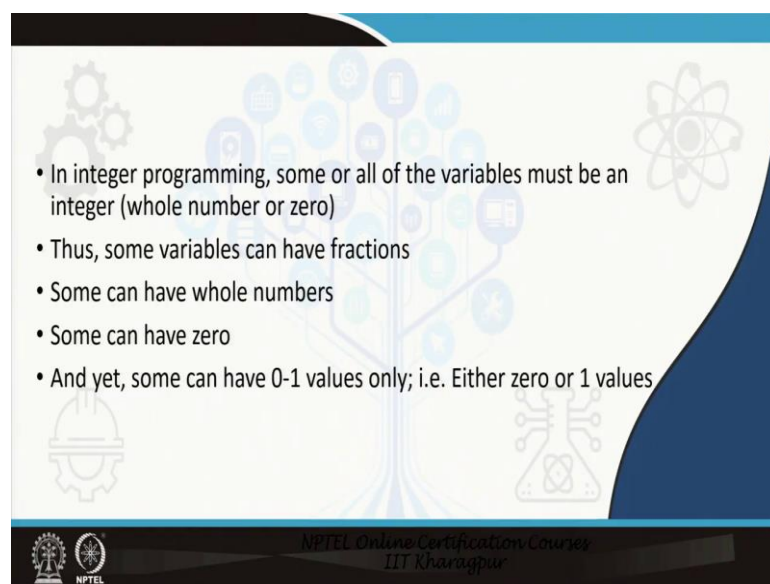 • In integer programming, some or all of the variables must be an
integer (whole number or zero)
• Thus, some variables can have fractions
• Some can have whole numbers
• Some can have zero
• And yet, some can have 0-1 values only; i.e. Either zero or 1 values
NPTEL Online Certification Courses
IIT Kharagpur
NPTEL